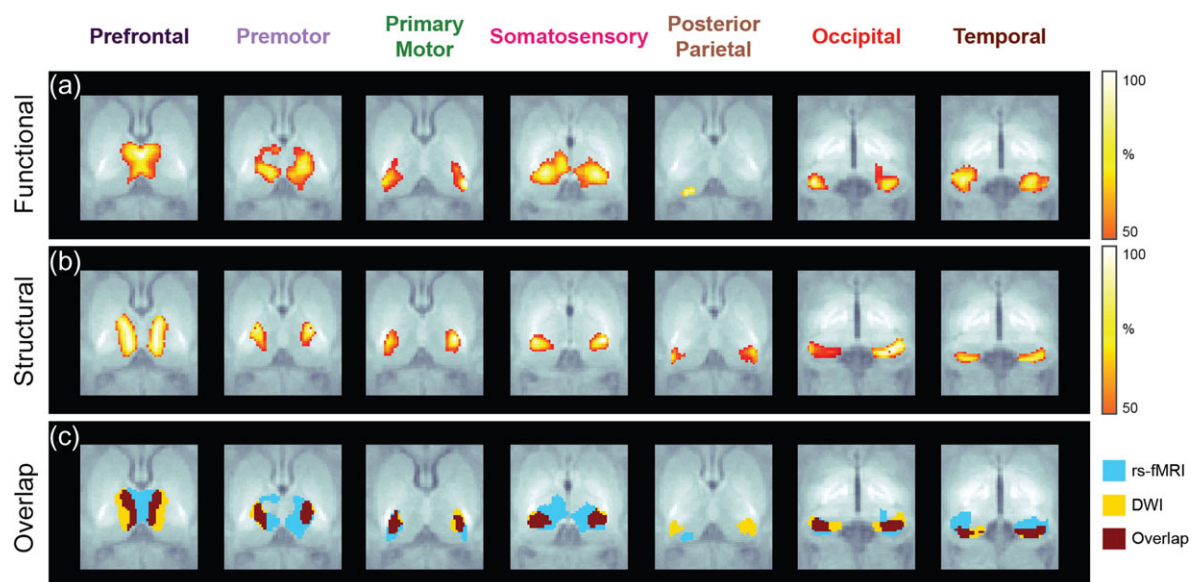 Prefrontal
Premotor
Primary
Motor
Somatosensory
Posterior
Parietal
Occipital
Temporal
Functional
(a)
100
%
50
Structural
(b)
100
%
50
Overlap
(c)
rs-fMRI
DWI
Overlap